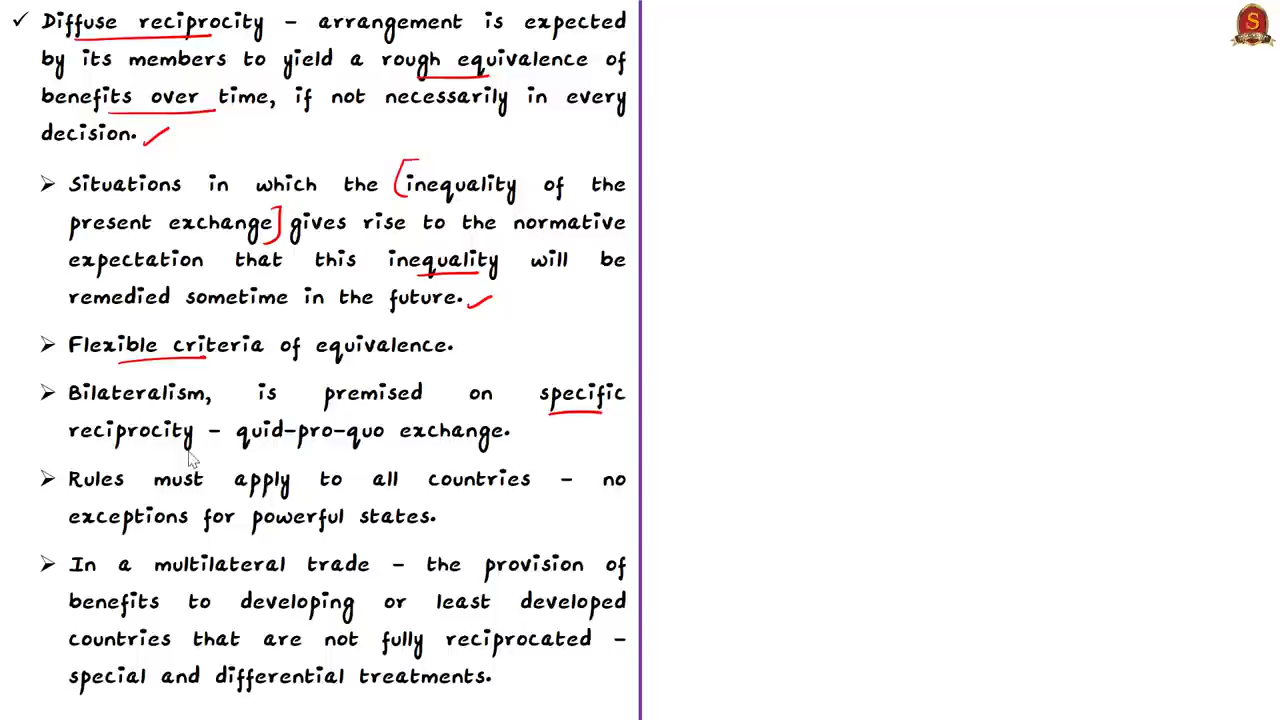 ✓ Diffuse reciprocity – arrangement is expected
by its members to yield a rough equivalence of
benefits over time, if not necessarily in every
decision.
➢ Situations in which the inequality of the
present exchange gives rise to the normative
expectation that this inequality will be
remedied sometime in the future.
➢ Flexible criteria of equivalence.
➢ Bilateralism, is premised on specific
reciprocity – quid-pro-quo exchange.
➢ Rules must apply to all countries – no
exceptions for powerful states.
➢ In a multilateral trade – the provision of
benefits to developing or least developed
countries that are not fully reciprocated –
special and differential treatments.
S